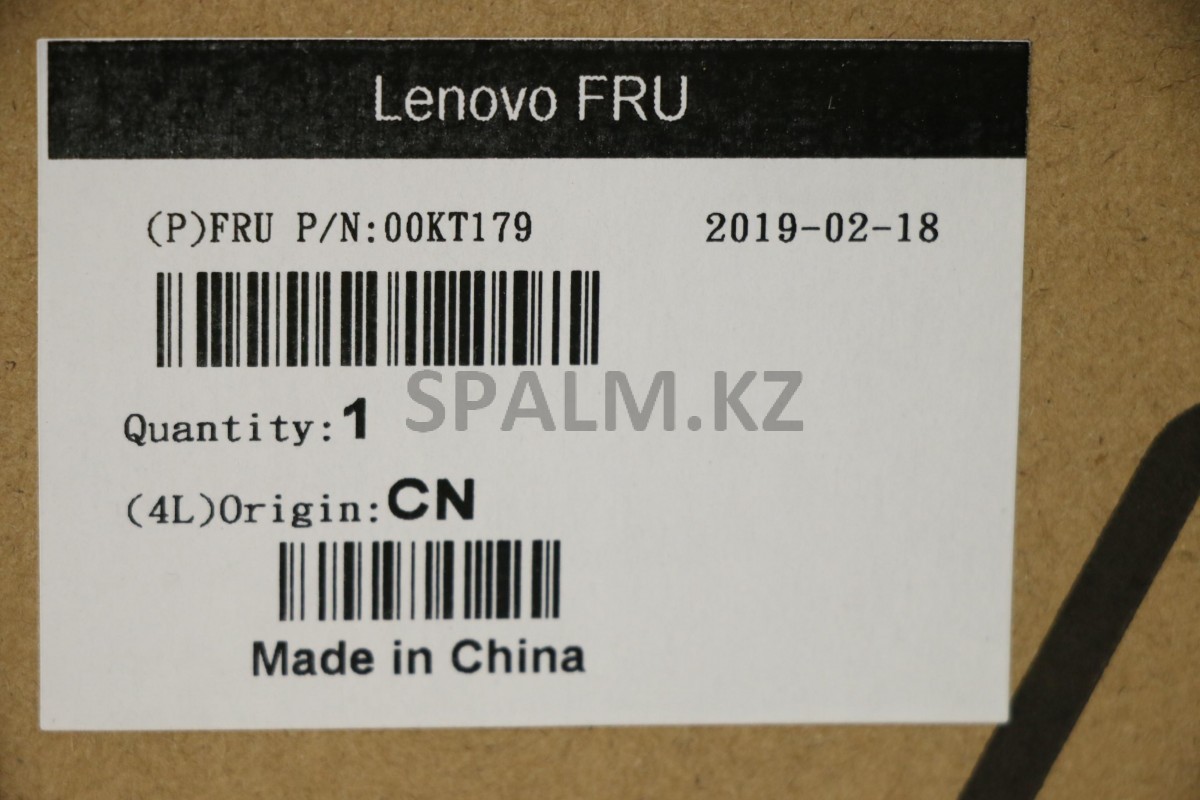 Lenovo FRU
(P)FRU P/N:00KT179 2019-02-18
SPALM.KZ
Quantity:1
(4L)Origin:CN
Made in China